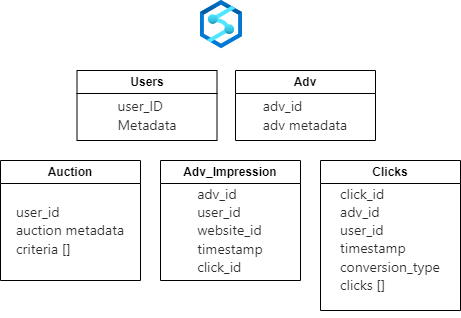 Users
user_ID
Metadata
Adv
adv_id
adv metadata
Auction
user_id
auction metadata
criteria []
Adv_Impression
adv_id
user_id
website_id
timestamp
click_id
Clicks
click_id
adv_id
user_id
timestamp
conversion_type
clicks []